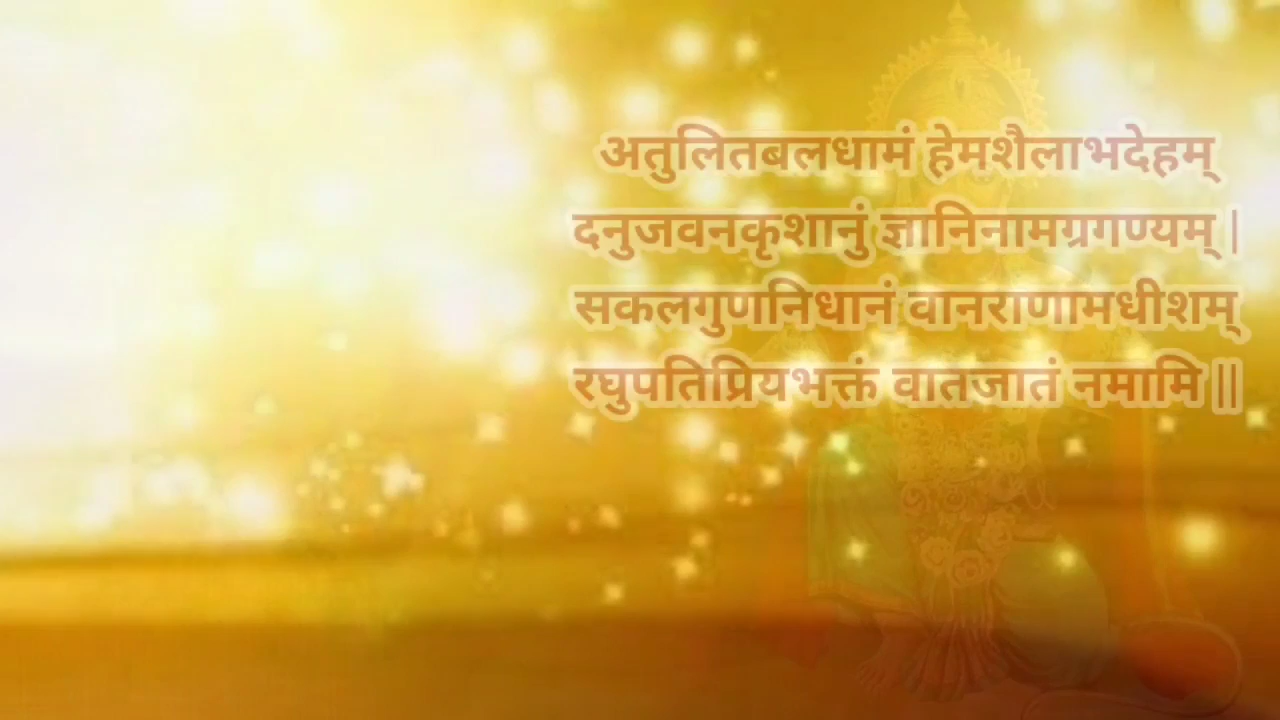 अतुलितबलधामं हेमशैलाभदेहम्
दनुजवनकृशानुं ज्ञानिनामग्रगण्यम् |
सकलगुणनिधानं वानराणामधीशम्
रघुपतिप्रियभक्तं वातजातं नमामि ||